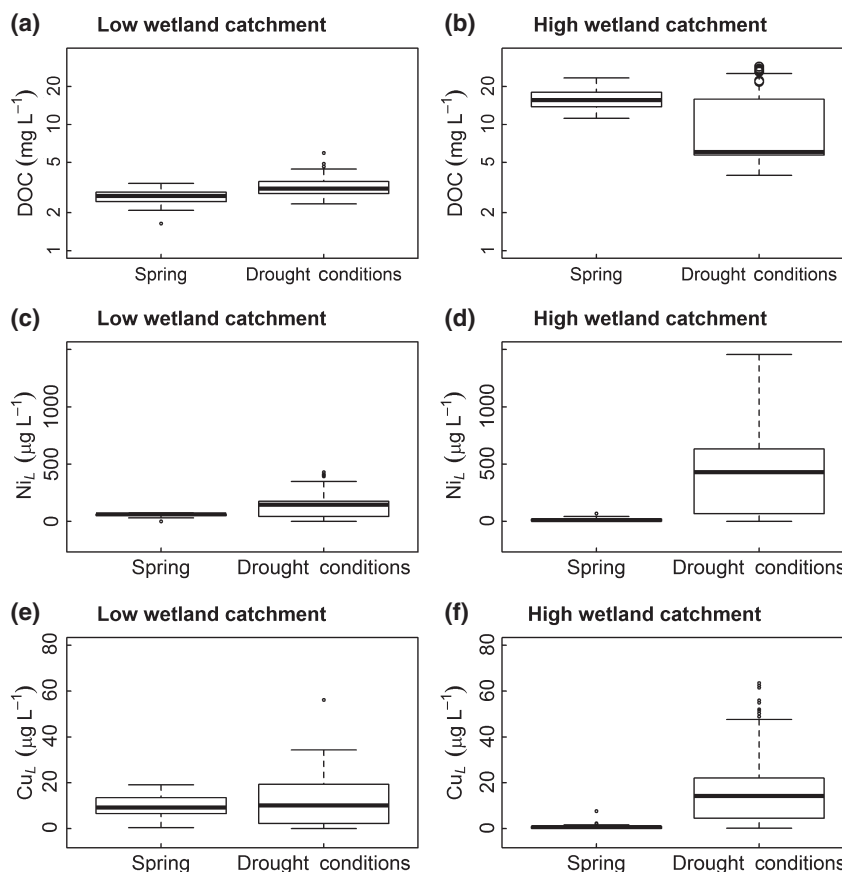 (a) Low wetland catchment
DOC (mg L⁻¹)
20
10
5
2
1
Spring Drought conditions
(b) High wetland catchment
DOC (mg L⁻¹)
20
10
5
2
1
Spring Drought conditions
(c) Low wetland catchment
Ni_L (µg L⁻¹)
1000
500
0
Spring Drought conditions
(d) High wetland catchment
Ni_L (µg L⁻¹)
1000
500
0
Spring Drought conditions
(e) Low wetland catchment
Cu_L (µg L⁻¹)
80
60
40
20
0
Spring Drought conditions
(f) High wetland catchment
Cu_L (µg L⁻¹)
80
60
40
20
0
Spring Drought conditions